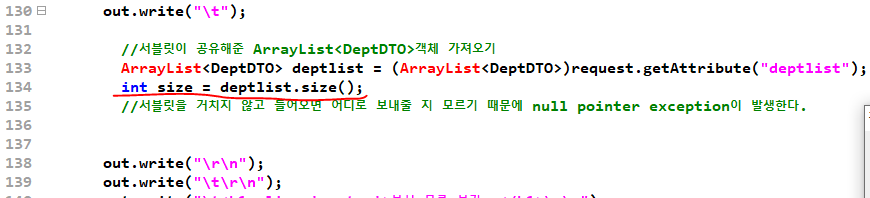 130 out.write("\t");
131
132 //서블릿이 공유해준 ArrayList<DeptDTO>객체 가져오기
133 ArrayList<DeptDTO> deptlist = (ArrayList<DeptDTO>)request.getAttribute("deptlist");
134 int size = deptlist.size();
135 //서블릿을 거치지 않고 들어오면 어디로 보내줄 지 모르기 때문에 null pointer exception이 발생한다.
136
137
138 out.write("\r\n");
139 out.write("\t\r\n");